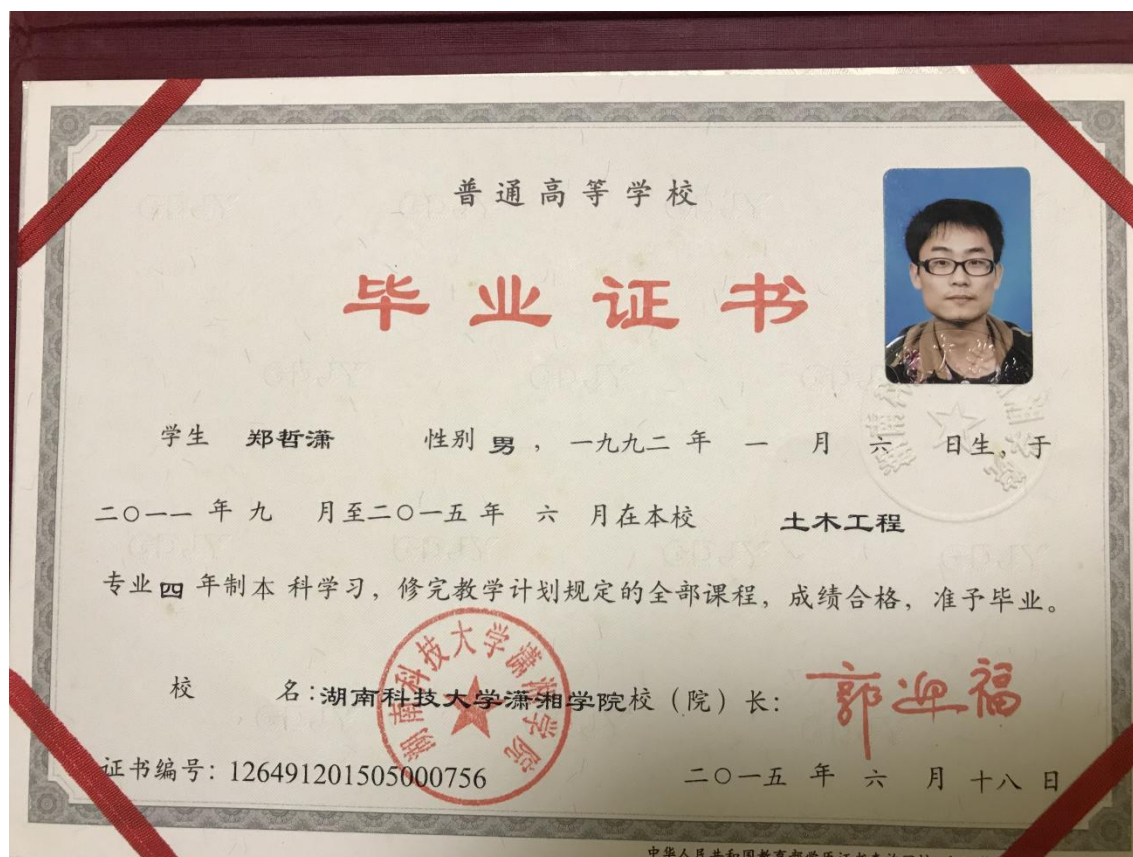 普通高等学校
毕业证书
学生 郑哲潇 性别 男 ， 一九九二 年 一 月 六 日生，于
二〇一一 年 九 月至二〇一五 年 六 月在本校 土木工程
专业 四 年制 本 科学习，修完教学计划规定的全部课程，成绩合格，准予毕业。
校 名：湖南科技大学潇湘学院 校（院）长： 郭迎福
湖南科技大学潇湘学院
证书编号：126491201505000756 二〇一五 年 六 月 十八 日